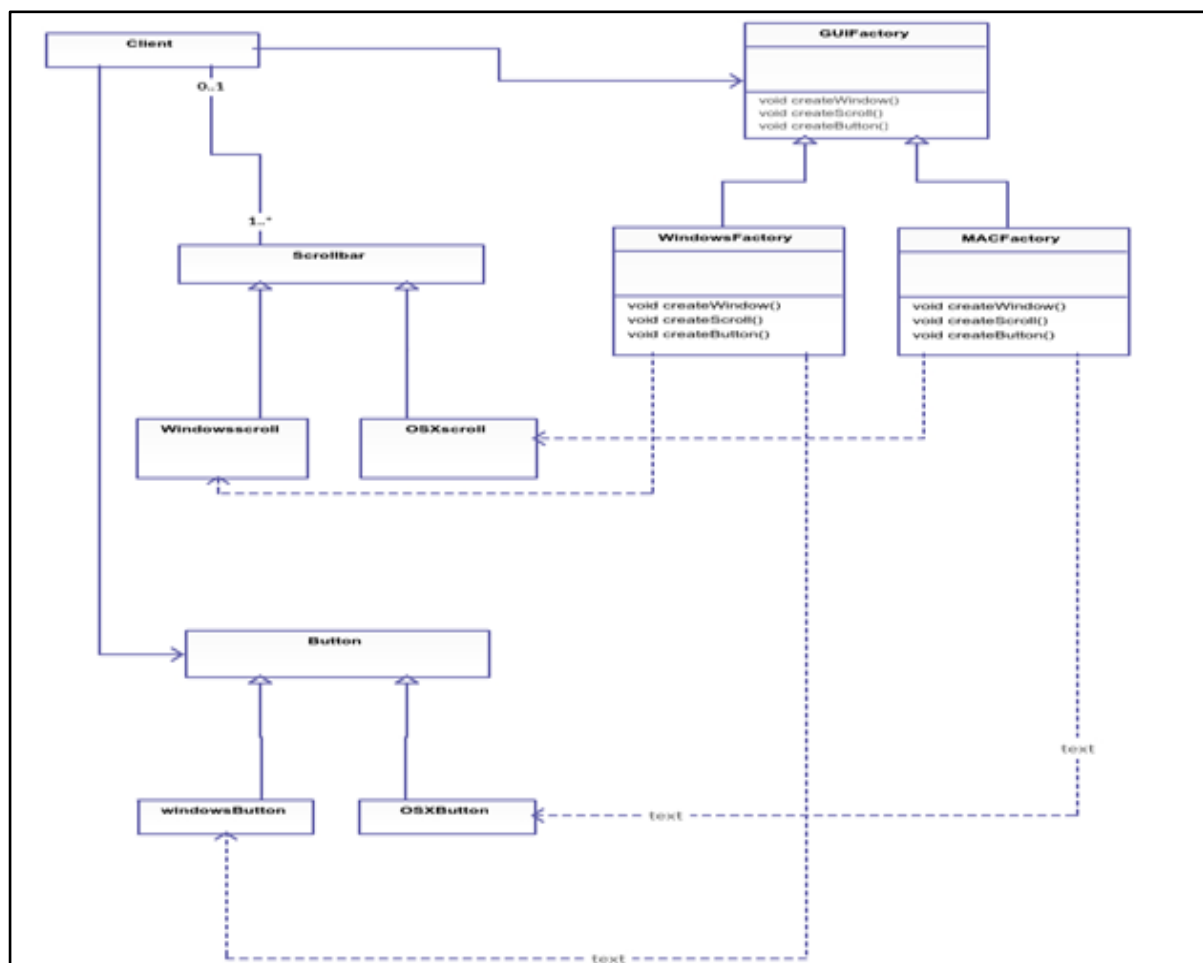 Client
GUIFactory
void createWindow()
void createScroll()
void createButton()
0..1
1..*
Scrollbar
WindowsFactory
void createWindow()
void createScroll()
void createButton()
MACFactory
void createWindow()
void createScroll()
void createButton()
Windowsscroll
OSXscroll
Button
text
windowsButton
OSXButton
text
text